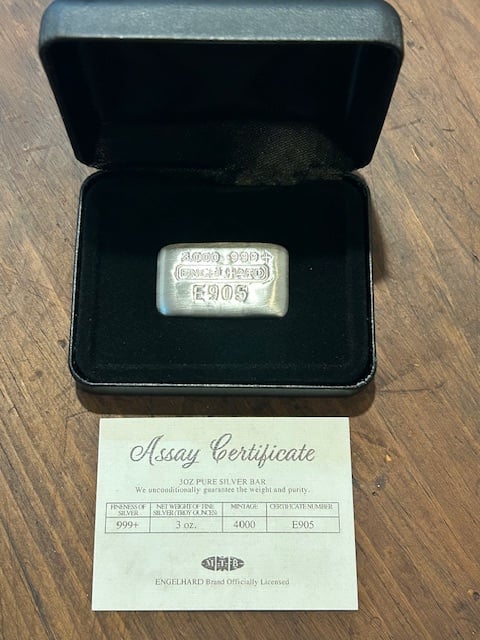 3.000 999+
ENGELHARD
E905
Assay Certificate
3OZ PURE SILVER BAR
We unconditionally guarantee the weight and purity.
FINENESS OF SILVER
NET WEIGHT OF FINE SILVER (TROY OUNCES)
MINTAGE
CERTIFICATE NUMBER
999+
3 oz.
4000
E905
MTB
ENGELHARD Brand Officially Licensed